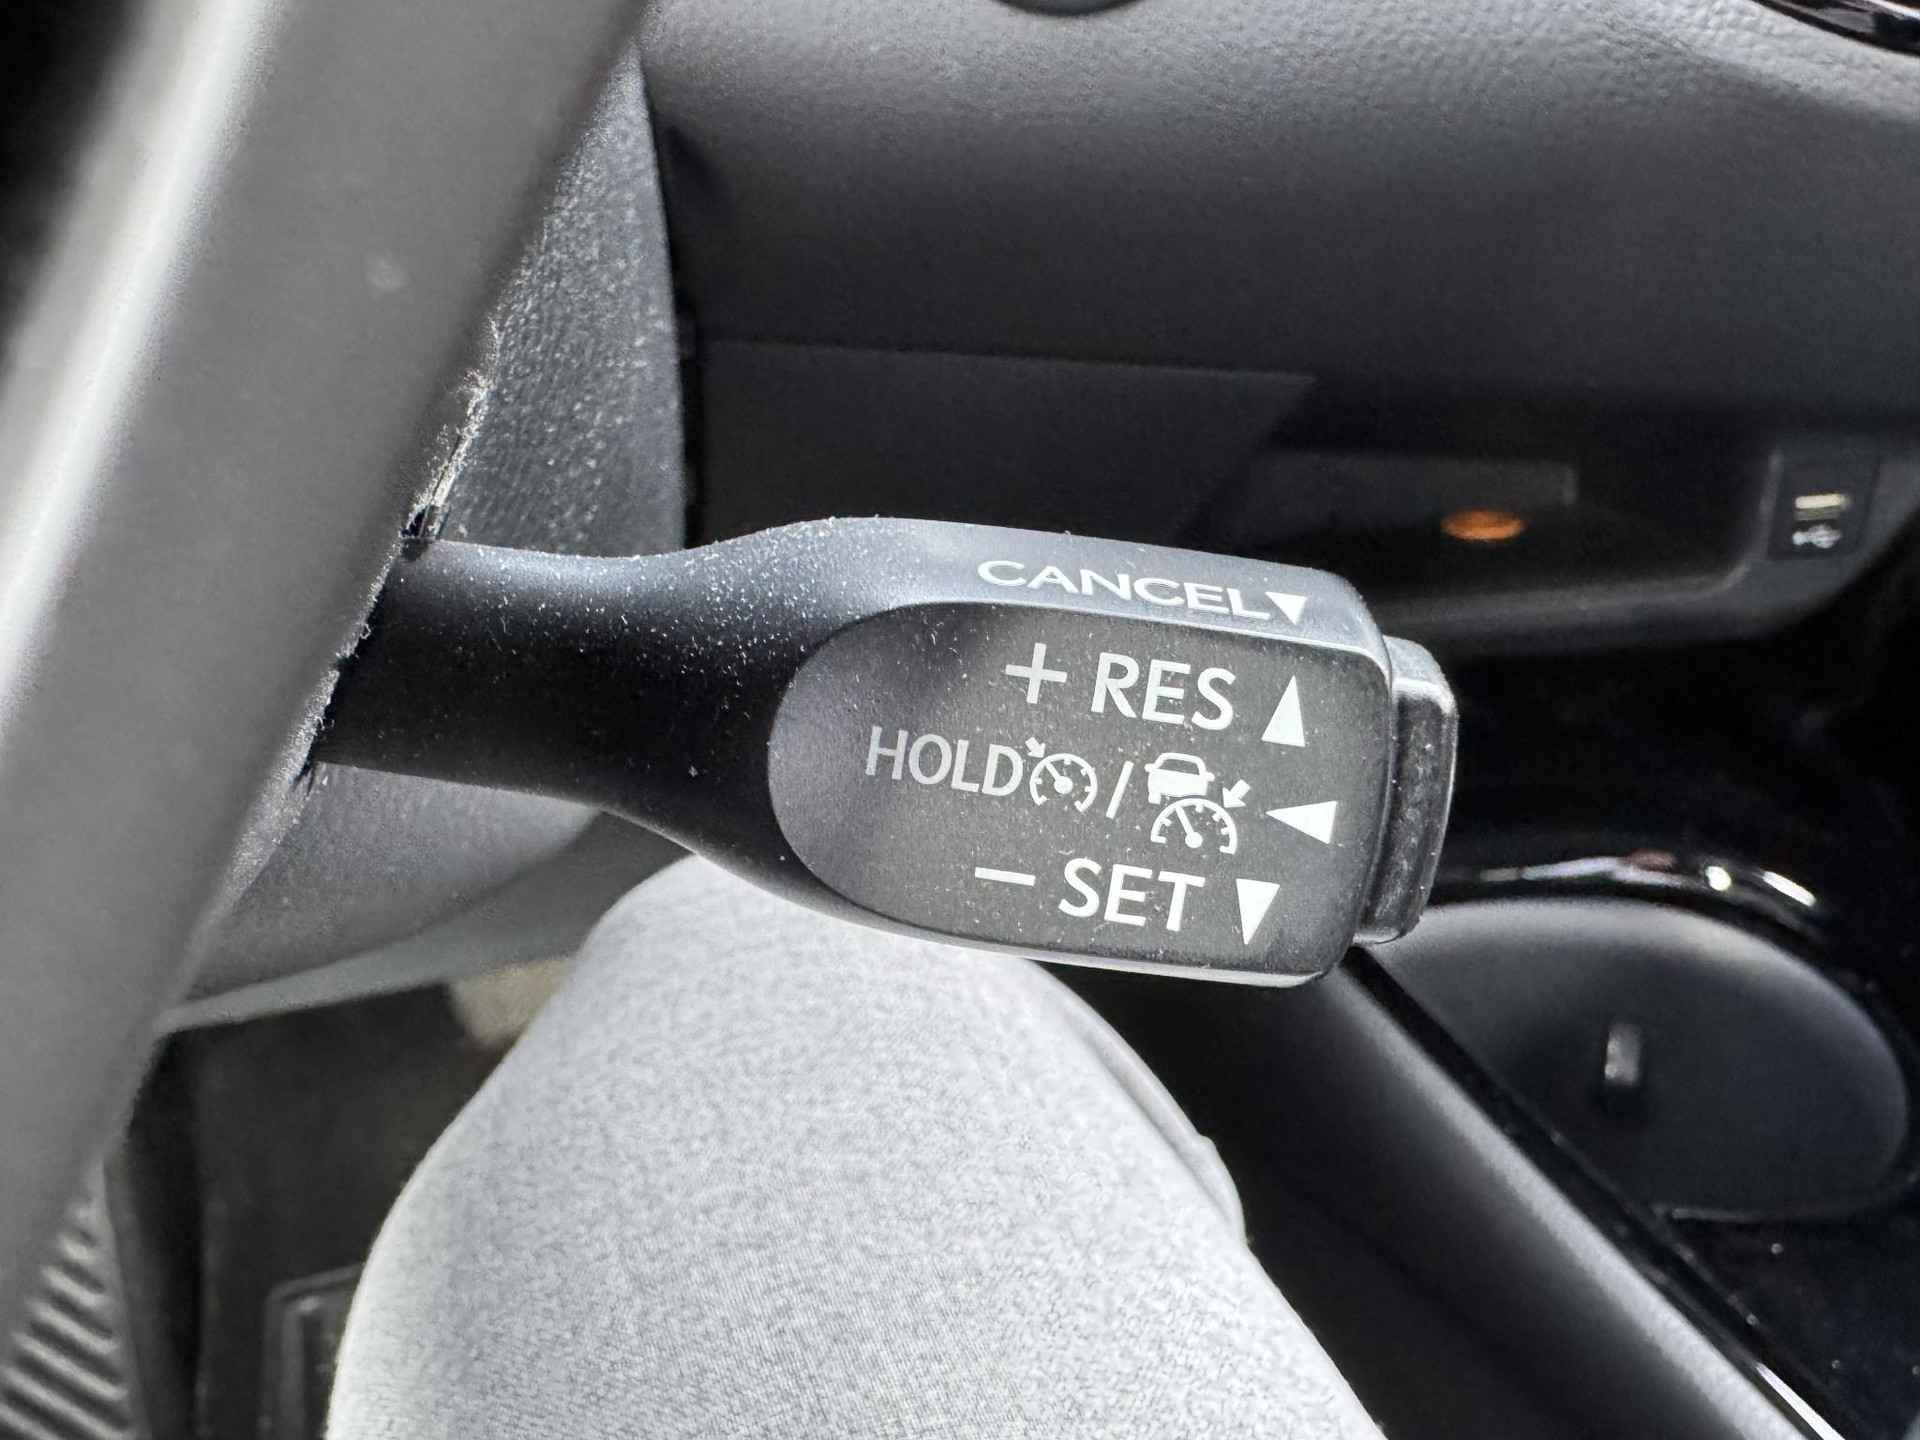 CANCEL▼
+ RES ▲
HOLD / ◀
− SET ▼